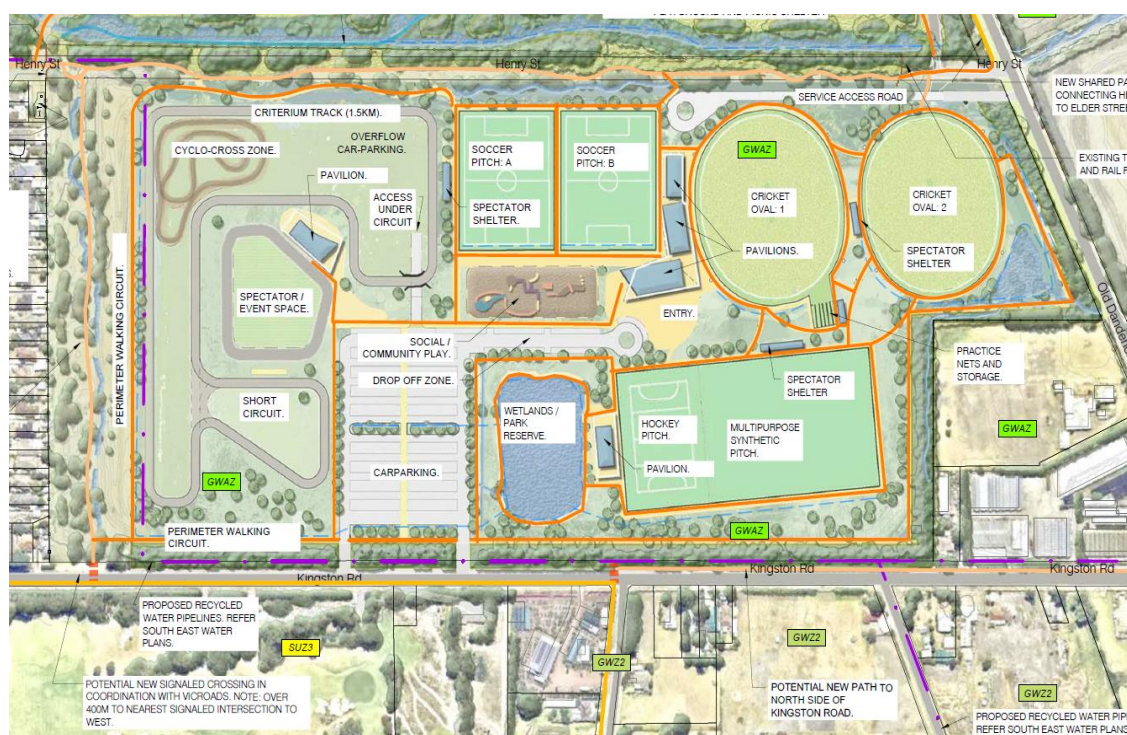 GWAZ
Henry St
Henry St
Henry St
NEW SHARED PA
CONNECTING HE
TO ELDER STREE
SERVICE ACCESS ROAD
CRITERIUM TRACK (1.5KM).
OVERFLOW
CAR-PARKING.
CYCLO-CROSS ZONE.
SOCCER
PITCH: A
SOCCER
PITCH: B
GWAZ
EXISTING T
AND RAIL F
PAVILION.
ACCESS
UNDER
CIRCUIT
SPECTATOR
SHELTER.
CRICKET
OVAL: 1
CRICKET
OVAL: 2
PAVILIONS.
SPECTATOR
SHELTER
PERIMETER WALKING CIRCUIT.
SPECTATOR /
EVENT SPACE.
ENTRY.
Old Dandeno
SOCIAL /
COMMUNITY PLAY.
PRACTICE
NETS AND
STORAGE.
DROP OFF ZONE.
SPECTATOR
SHELTER
SHORT
CIRCUIT.
WETLANDS /
PARK
RESERVE.
HOCKEY
PITCH.
MULTIPURPOSE
SYNTHETIC
PITCH.
GWAZ
CARPARKING.
PAVILION.
GWAZ
GWAZ
PERIMETER WALKING
CIRCUIT.
Kingston Rd
Kingston Rd
Kingston Rd
PROPOSED RECYCLED
WATER PIPELINES. REFER
SOUTH EAST WATER
PLANS.
SUZ3
GWZ2
GWZ2
GWZ2
POTENTIAL NEW SIGNALED CROSSING IN
COORDINATION WITH VICROADS. NOTE: OVER
400M TO NEAREST SIGNALED INTERSECTION TO
WEST.
POTENTIAL NEW PATH TO
NORTH SIDE OF
KINGSTON ROAD.
PROPOSED RECYCLED WATER PIP
REFER SOUTH EAST WATER PLANS